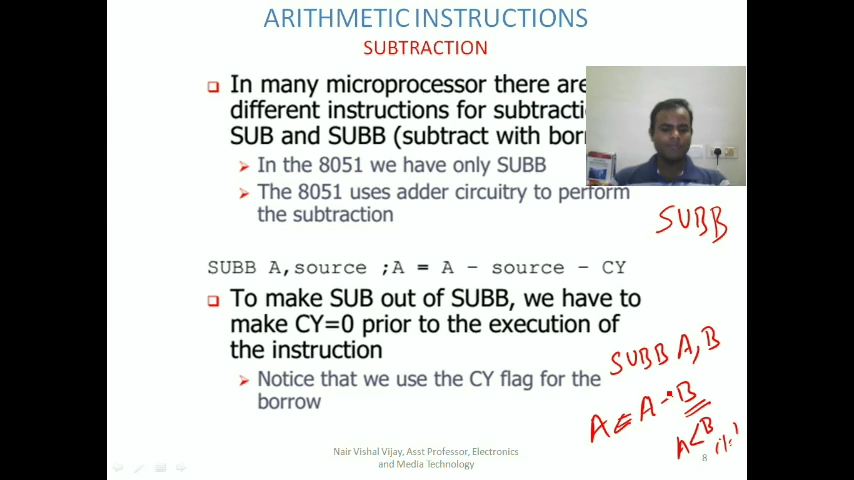 ARITHMETIC INSTRUCTIONS
SUBTRACTION
In many microprocessor there are
different instructions for subtracti
SUB and SUBB (subtract with bor
In the 8051 we have only SUBB
The 8051 uses adder circuitry to perform
the subtraction
SUBB
SUBB A,source ;A = A - source - CY
To make SUB out of SUBB, we have to
make CY=0 prior to the execution of
the instruction
SUBB A, B
Notice that we use the CY flag for the
borrow
A
A - B
A<B
Nair Vishal Vijay, Asst Professor, Electronics
and Media Technology
8